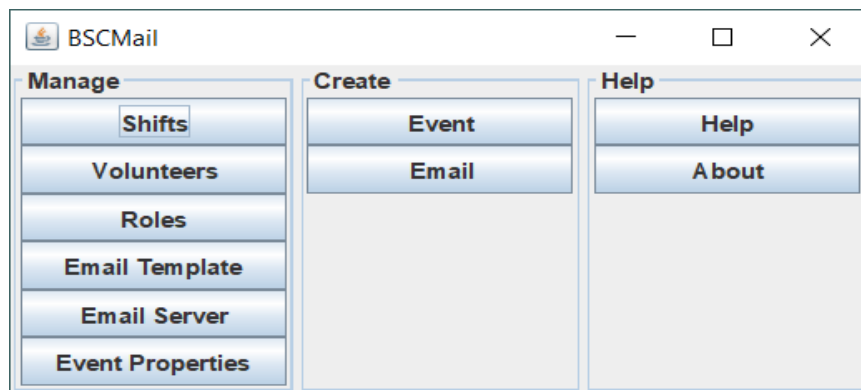 BSCMail
Manage
Shifts
Volunteers
Roles
Email Template
Email Server
Event Properties
Create
Event
Email
Help
Help
About